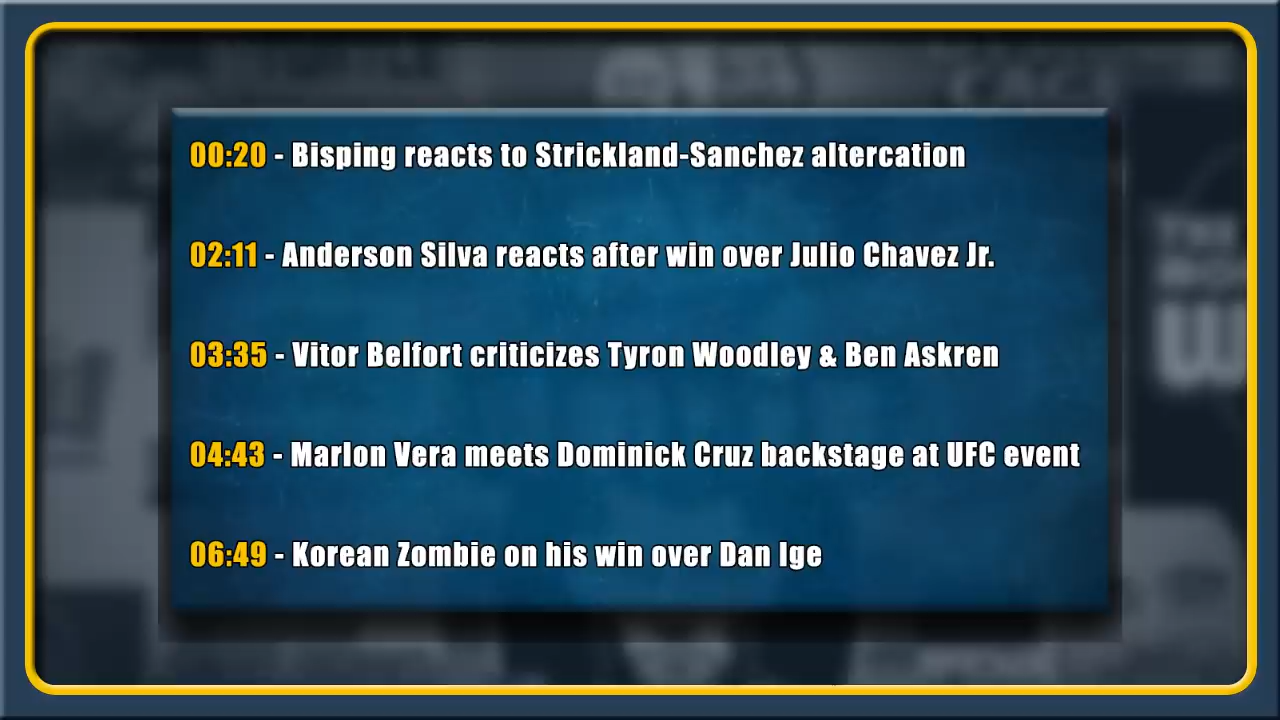 00:20 - Bisping reacts to Strickland-Sanchez altercation
02:11 - Anderson Silva reacts after win over Julio Chavez Jr.
03:35 - Vitor Belfort criticizes Tyron Woodley & Ben Askren
04:43 - Marlon Vera meets Dominick Cruz backstage at UFC event
06:49 - Korean Zombie on his win over Dan Ige